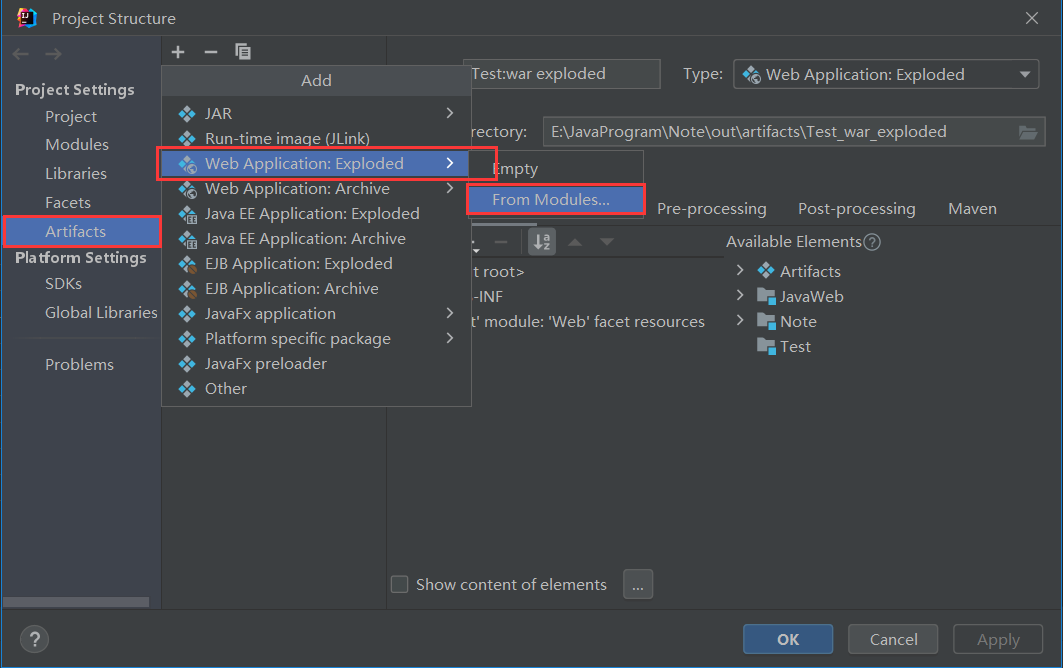 Project Structure
Project Settings
Project
Modules
Libraries
Facets
Artifacts
Platform Settings
SDKs
Global Libraries
Problems
Add
JAR
Run-time image (JLink)
Web Application: Exploded
Web Application: Archive
Java EE Application: Exploded
Java EE Application: Archive
EJB Application: Exploded
EJB Application: Archive
JavaFx application
Platform specific package
JavaFx preloader
Other
Empty
From Modules...
Test:war exploded
Type: Web Application: Exploded
rectory: E:\JavaProgram\Note\out\artifacts\Test_war_exploded
Pre-processing Post-processing Maven
t root>
-INF
t' module: 'Web' facet resources
Available Elements ?
Artifacts
JavaWeb
Note
Test
Show content of elements ...
? OK Cancel Apply